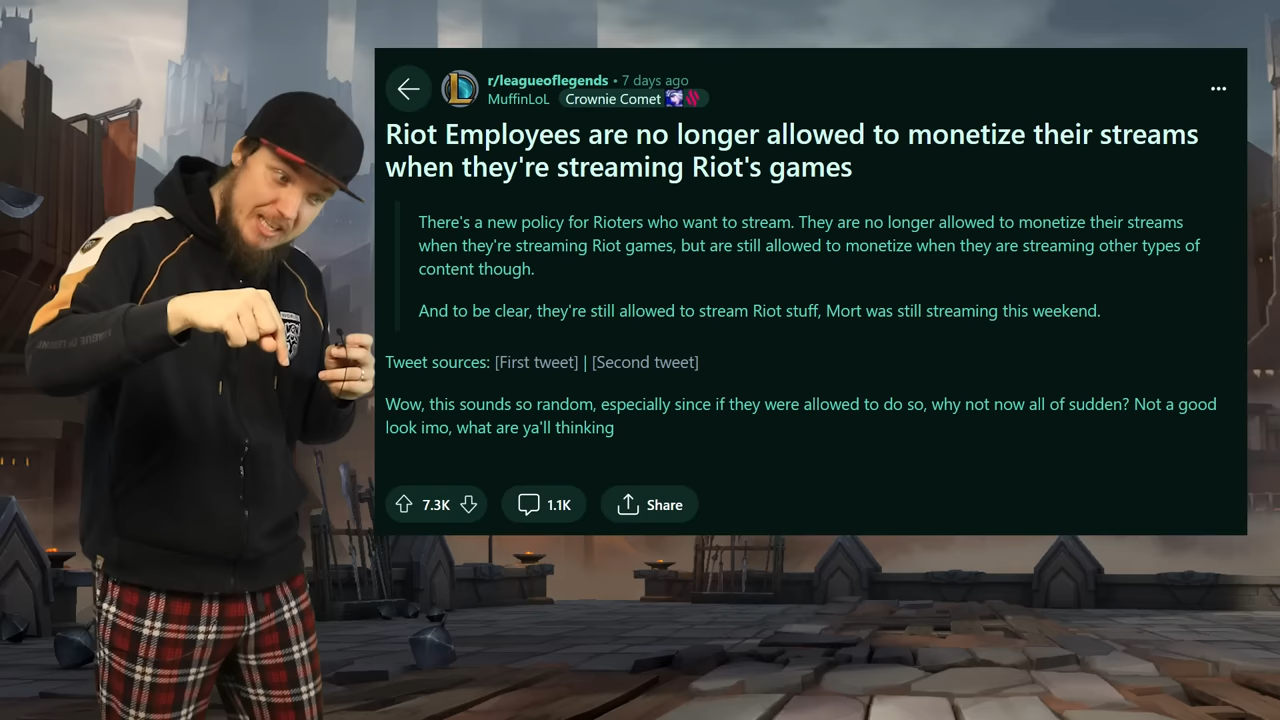 r/leagueoflegends • 7 days ago
MuffinLoL Crownie Comet
Riot Employees are no longer allowed to monetize their streams
when they're streaming Riot's games
There's a new policy for Rioters who want to stream. They are no longer allowed to monetize their streams
when they're streaming Riot games, but are still allowed to monetize when they are streaming other types of
content though.
And to be clear, they're still allowed to stream Riot stuff, Mort was still streaming this weekend.
Tweet sources: [First tweet] | [Second tweet]
Wow, this sounds so random, especially since if they were allowed to do so, why not now all of sudden? Not a good
look imo, what are ya'll thinking
7.3K 1.1K Share